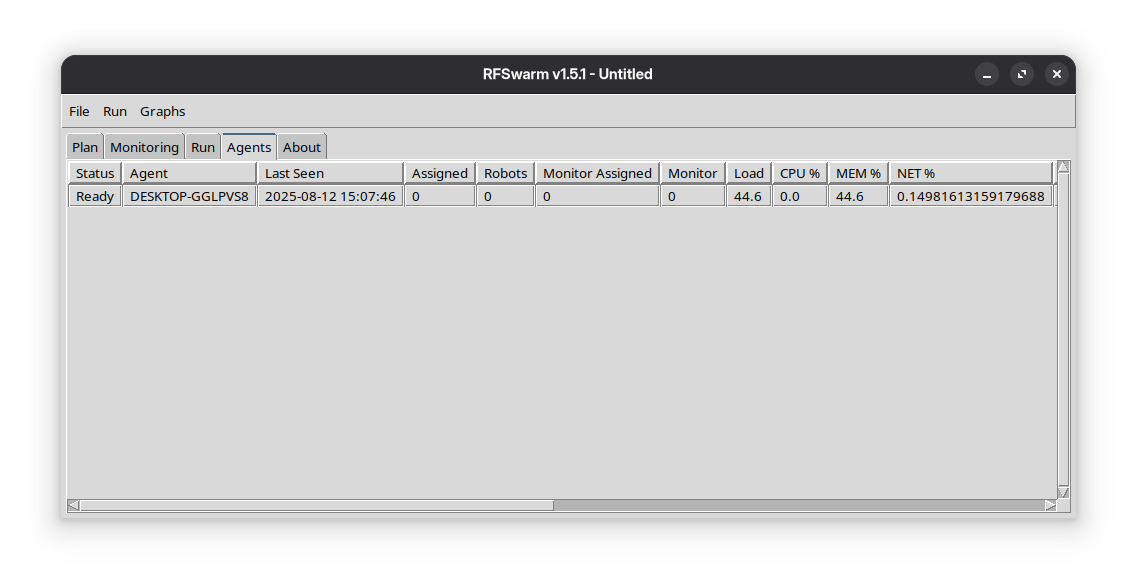 RFSwarm v1.5.1 - Untitled
File Run Graphs
Plan Monitoring Run Agents About
Status Agent Last Seen Assigned Robots Monitor Assigned Monitor Load CPU % MEM % NET %
Ready DESKTOP-GGLPVS8 2025-08-12 15:07:46 0 0 0 0 44.6 0.0 44.6 0.14981613159179688